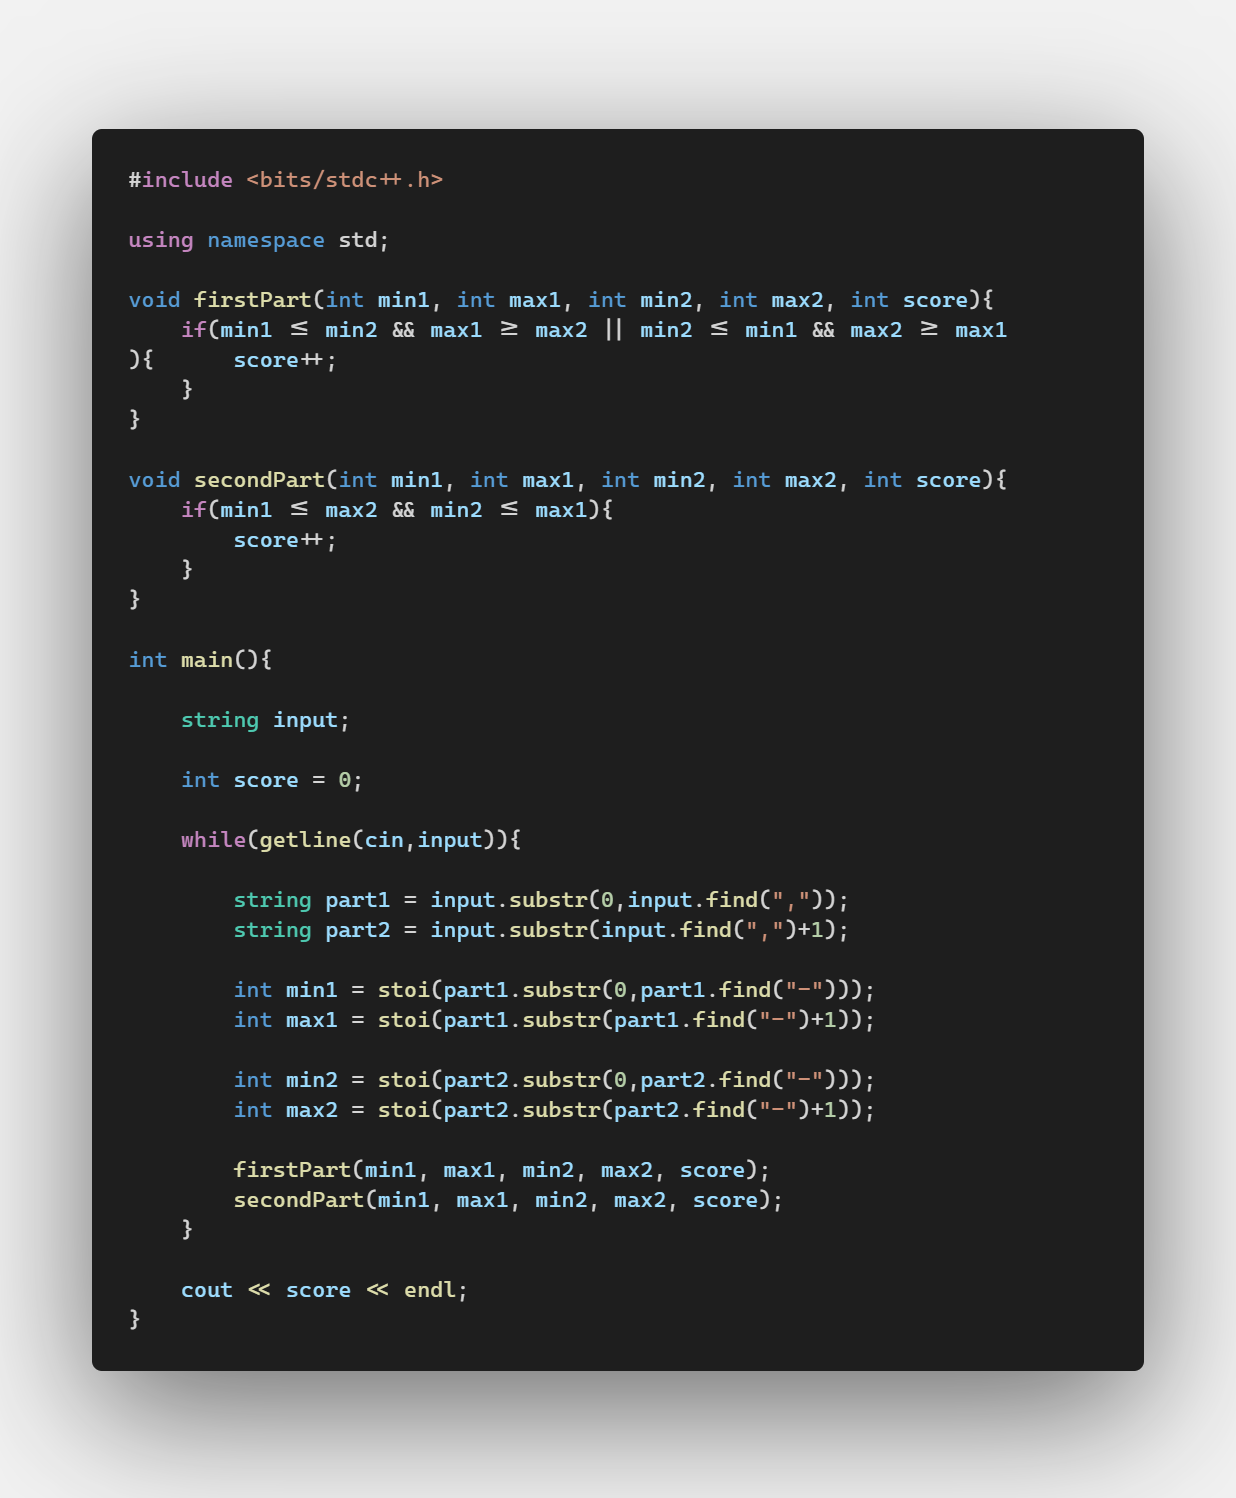 #include <bits/stdc++.h>

using namespace std;

void firstPart(int min1, int max1, int min2, int max2, int score){
    if(min1 <= min2 && max1 >= max2 || min2 <= min1 && max2 >= max1
){      score++;
    }
}

void secondPart(int min1, int max1, int min2, int max2, int score){
    if(min1 <= max2 && min2 <= max1){
        score++;
    }
}

int main(){

    string input;

    int score = 0;

    while(getline(cin,input)){

        string part1 = input.substr(0,input.find(","));
        string part2 = input.substr(input.find(",")+1);

        int min1 = stoi(part1.substr(0,part1.find("-")));
        int max1 = stoi(part1.substr(part1.find("-")+1));

        int min2 = stoi(part2.substr(0,part2.find("-")));
        int max2 = stoi(part2.substr(part2.find("-")+1));

        firstPart(min1, max1, min2, max2, score);
        secondPart(min1, max1, min2, max2, score);
    }

    cout << score << endl;
}